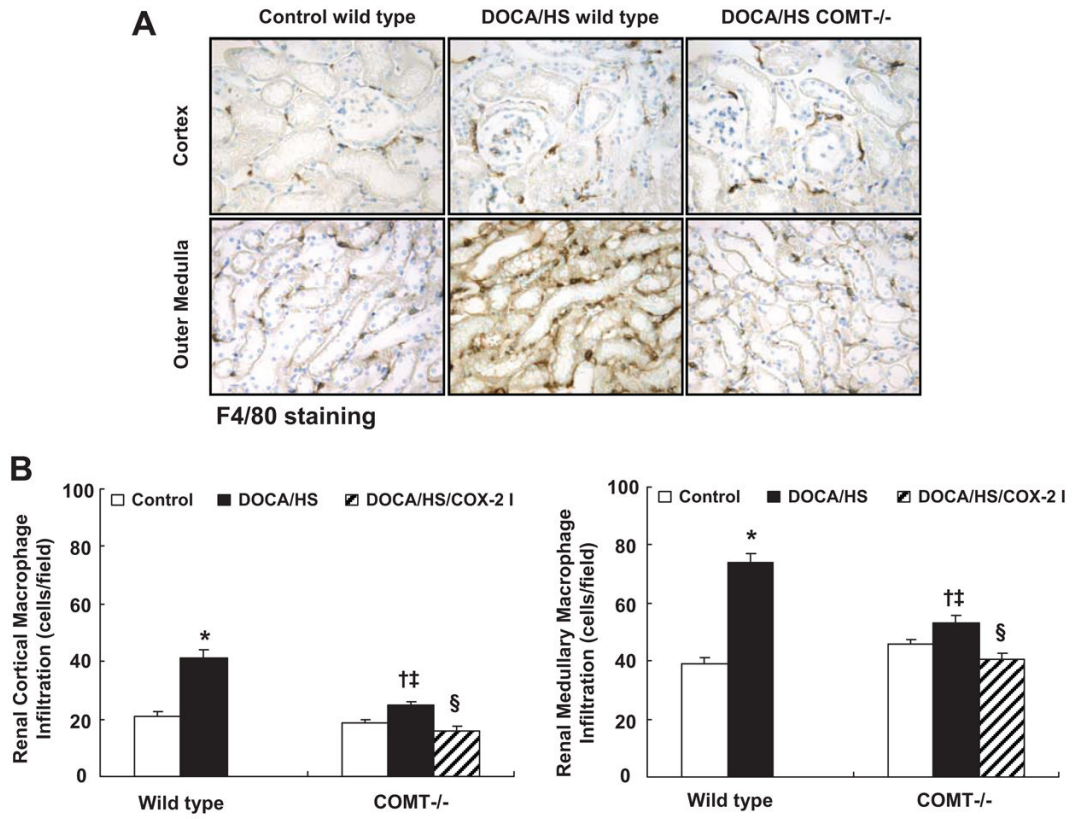 A
Control wild type
DOCA/HS wild type
DOCA/HS COMT-/-
Cortex
Outer Medulla
F4/80 staining
B
Renal Cortical Macrophage
Infiltration (cells/field)
100
80
60
40
20
0
Control
DOCA/HS
DOCA/HS/COX-2 I
*
†‡
§
Wild type
COMT-/-
Renal Medullary Macrophage
Infiltration (cells/field)
100
80
60
40
20
0
Control
DOCA/HS
DOCA/HS/COX-2 I
*
†‡
§
Wild type
COMT-/-